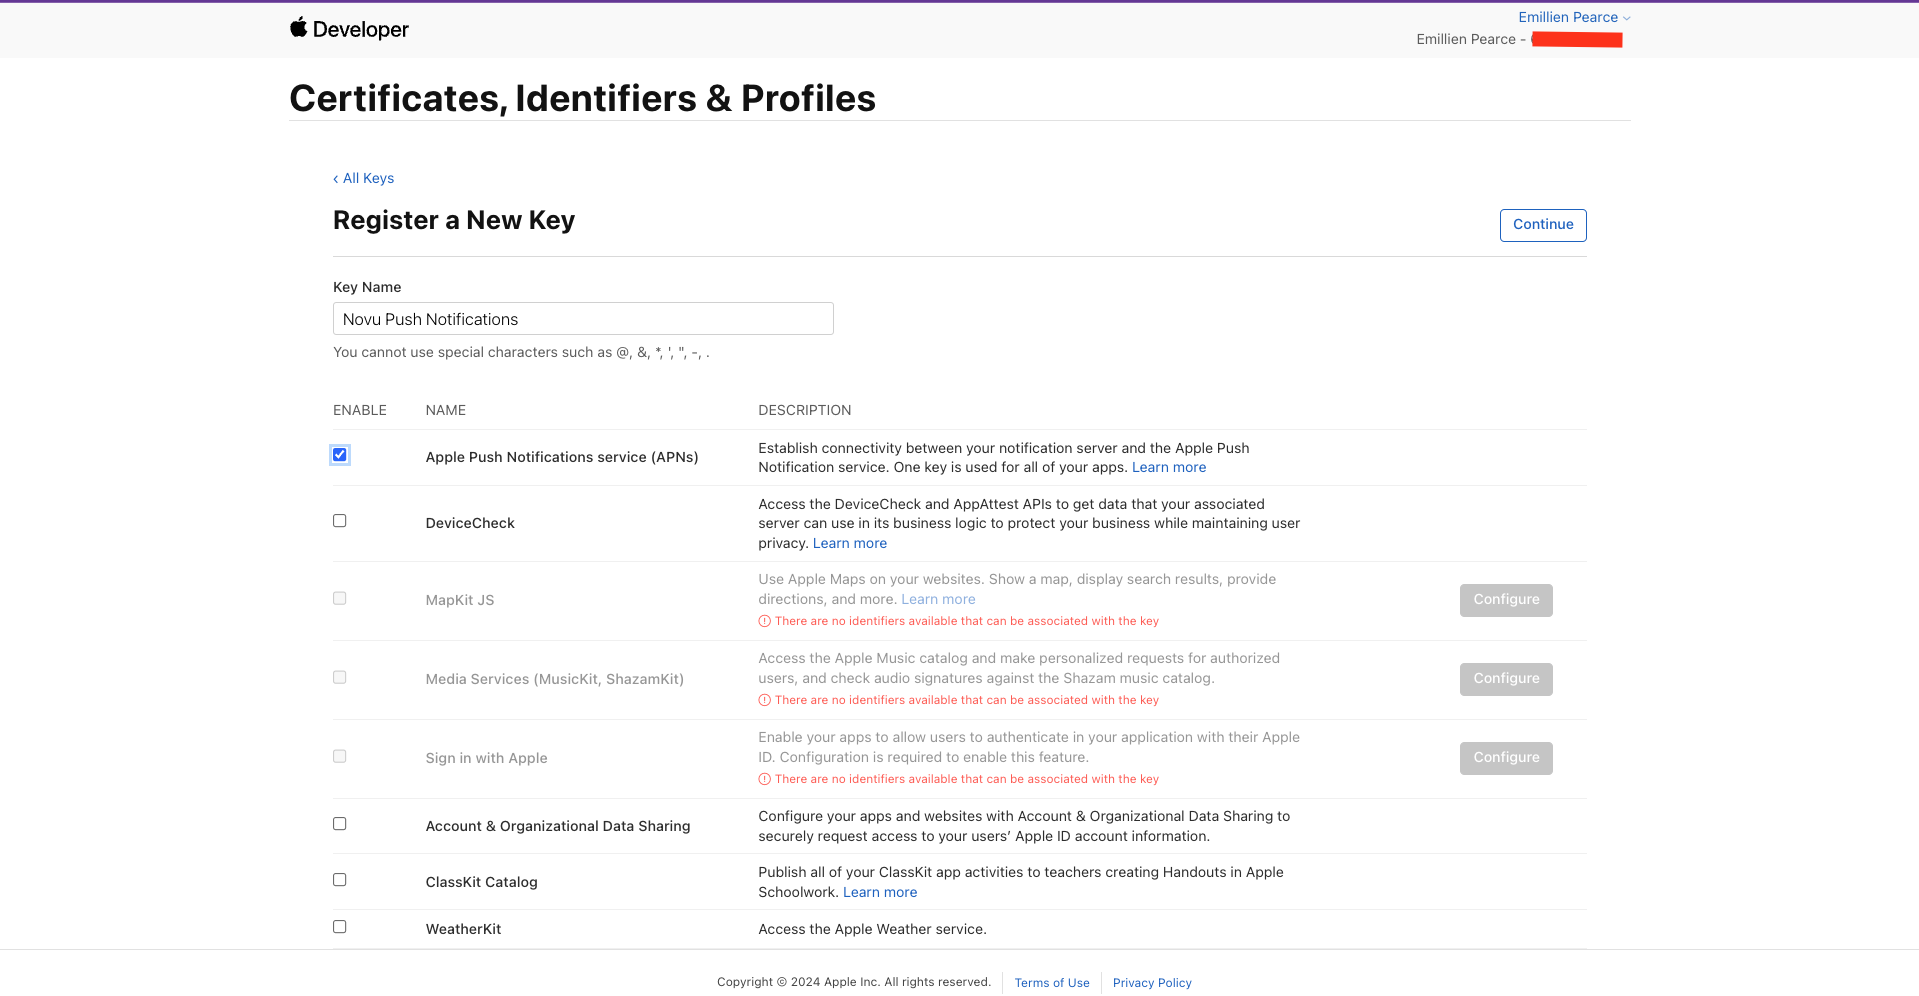 Developer
Emillien Pearce
Emillien Pearce -
Certificates, Identifiers & Profiles
‹ All Keys
Register a New Key
Continue
Key Name
Novu Push Notifications
You cannot use special characters such as @, &, *, ', ", -, .
ENABLE NAME DESCRIPTION
Apple Push Notifications service (APNs)
Establish connectivity between your notification server and the Apple Push
Notification service. One key is used for all of your apps. Learn more
DeviceCheck
Access the DeviceCheck and AppAttest APIs to get data that your associated
server can use in its business logic to protect your business while maintaining user
privacy. Learn more
MapKit JS
Use Apple Maps on your websites. Show a map, display search results, provide
directions, and more. Learn more
There are no identifiers available that can be associated with the key
Configure
Media Services (MusicKit, ShazamKit)
Access the Apple Music catalog and make personalized requests for authorized
users, and check audio signatures against the Shazam music catalog.
There are no identifiers available that can be associated with the key
Configure
Sign in with Apple
Enable your apps to allow users to authenticate in your application with their Apple
ID. Configuration is required to enable this feature.
There are no identifiers available that can be associated with the key
Configure
Account & Organizational Data Sharing
Configure your apps and websites with Account & Organizational Data Sharing to
securely request access to your users’ Apple ID account information.
ClassKit Catalog
Publish all of your ClassKit app activities to teachers creating Handouts in Apple
Schoolwork. Learn more
WeatherKit
Access the Apple Weather service.
Copyright © 2024 Apple Inc. All rights reserved. Terms of Use Privacy Policy